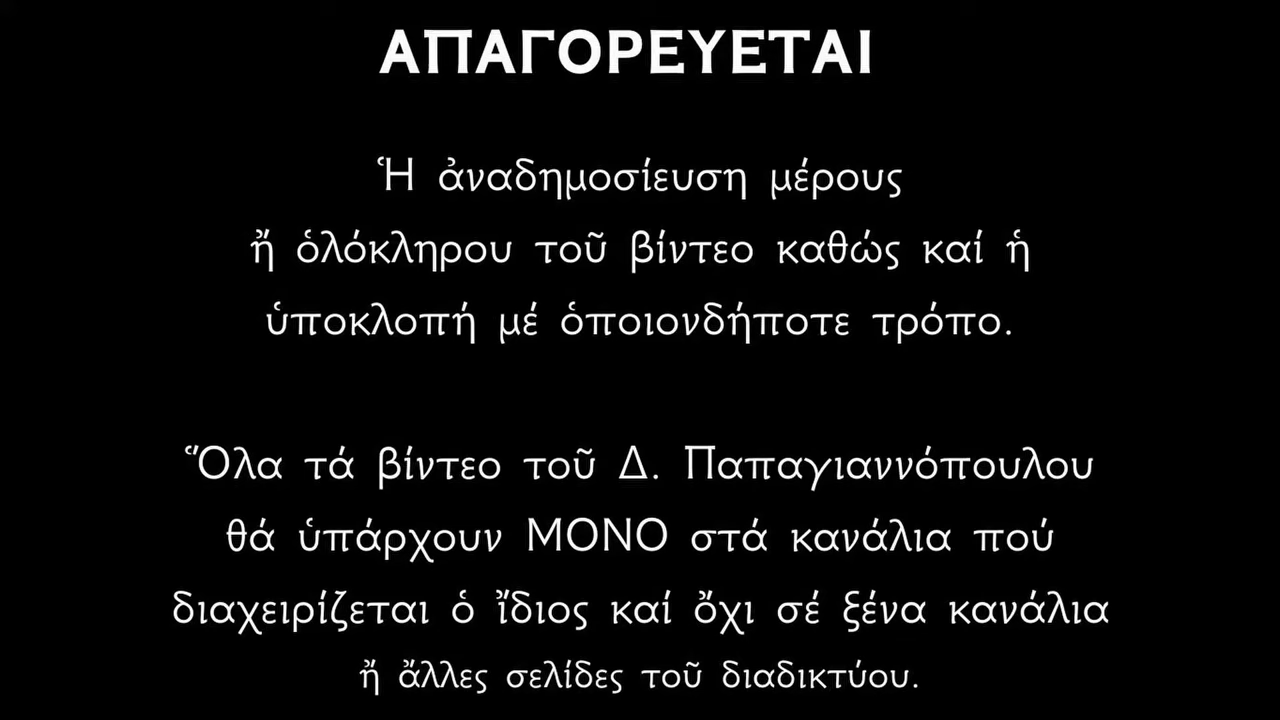 ΑΠΑΓΟΡΕΥΕΤΑΙ
Ἡ ἀναδημοσίευση μέρους
ἤ ὁλόκληρου τοῦ βίντεο καθώς καί ἡ
ὑποκλοπή μέ ὁποιονδήποτε τρόπο.
Ὅλα τά βίντεο τοῦ Δ. Παπαγιαννόπουλου
θά ὑπάρχουν ΜΟΝΟ στά κανάλια πού
διαχειρίζεται ὁ ἴδιος καί ὄχι σέ ξένα κανάλια
ἤ ἄλλες σελίδες τοῦ διαδικτύου.